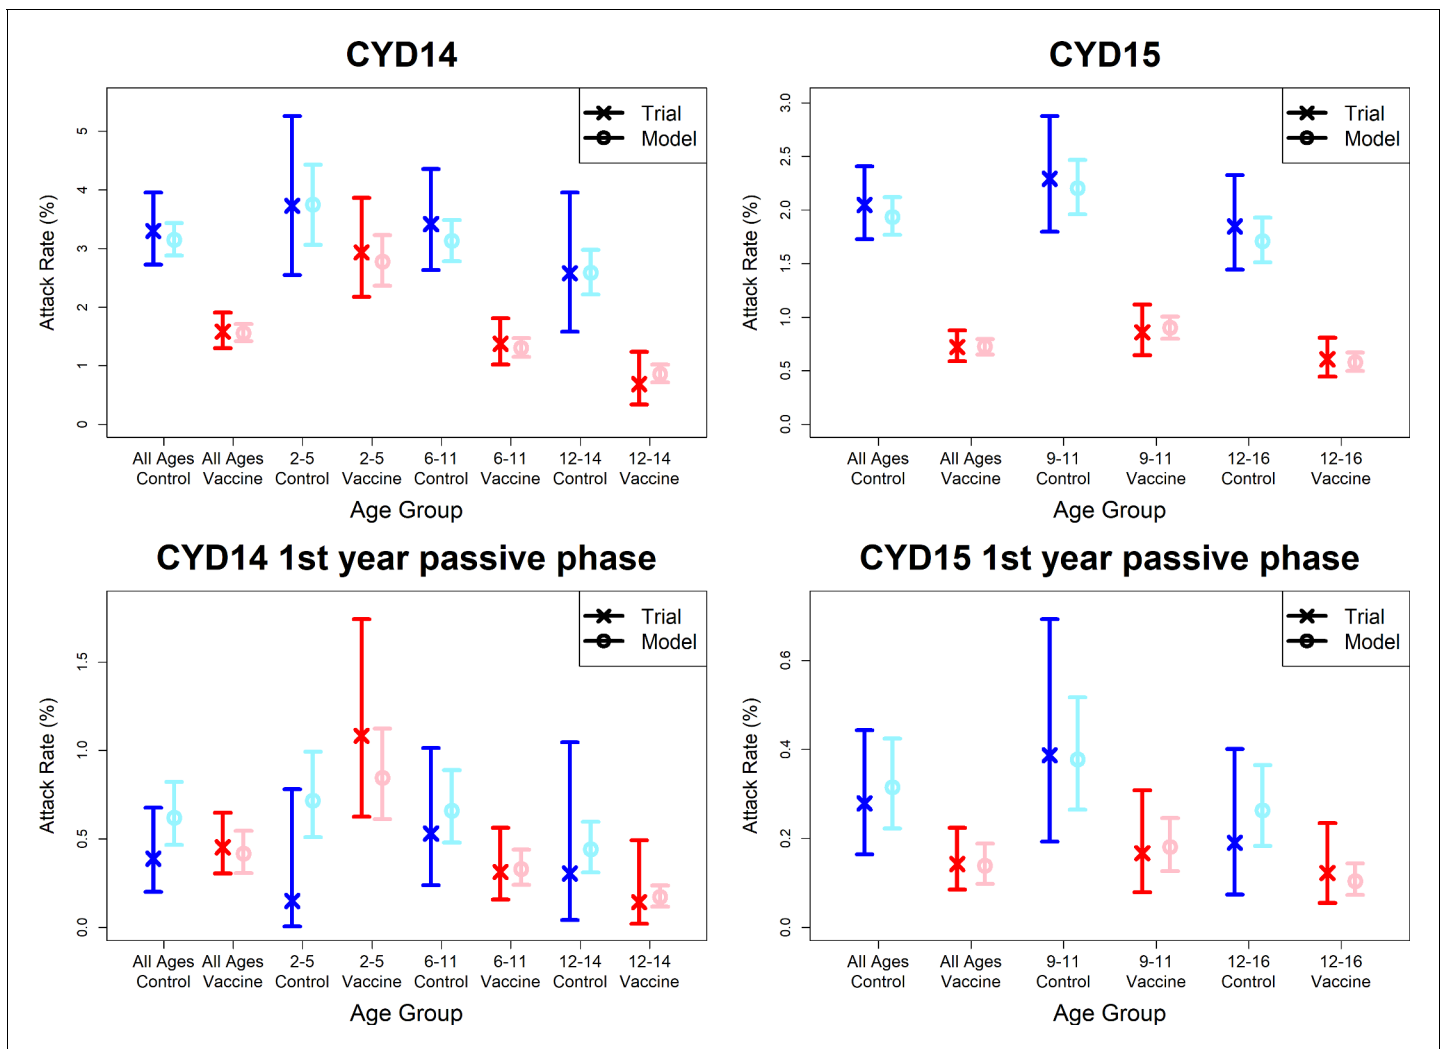 CYD14
Trial
Model
Attack Rate (%)
5
4
3
2
1
0
All Ages All Ages 2-5 2-5 6-11 6-11 12-14 12-14
Control Vaccine Control Vaccine Control Vaccine Control Vaccine
Age Group
CYD15
Trial
Model
Attack Rate (%)
3.0
2.5
2.0
1.5
1.0
0.5
0.0
All Ages All Ages 9-11 9-11 12-16 12-16
Control Vaccine Control Vaccine Control Vaccine
Age Group
CYD14 1st year passive phase
Trial
Model
Attack Rate (%)
1.5
1.0
0.5
0.0
All Ages All Ages 2-5 2-5 6-11 6-11 12-14 12-14
Control Vaccine Control Vaccine Control Vaccine Control Vaccine
Age Group
CYD15 1st year passive phase
Trial
Model
Attack Rate (%)
0.6
0.4
0.2
0.0
All Ages All Ages 9-11 9-11 12-16 12-16
Control Vaccine Control Vaccine Control Vaccine
Age Group